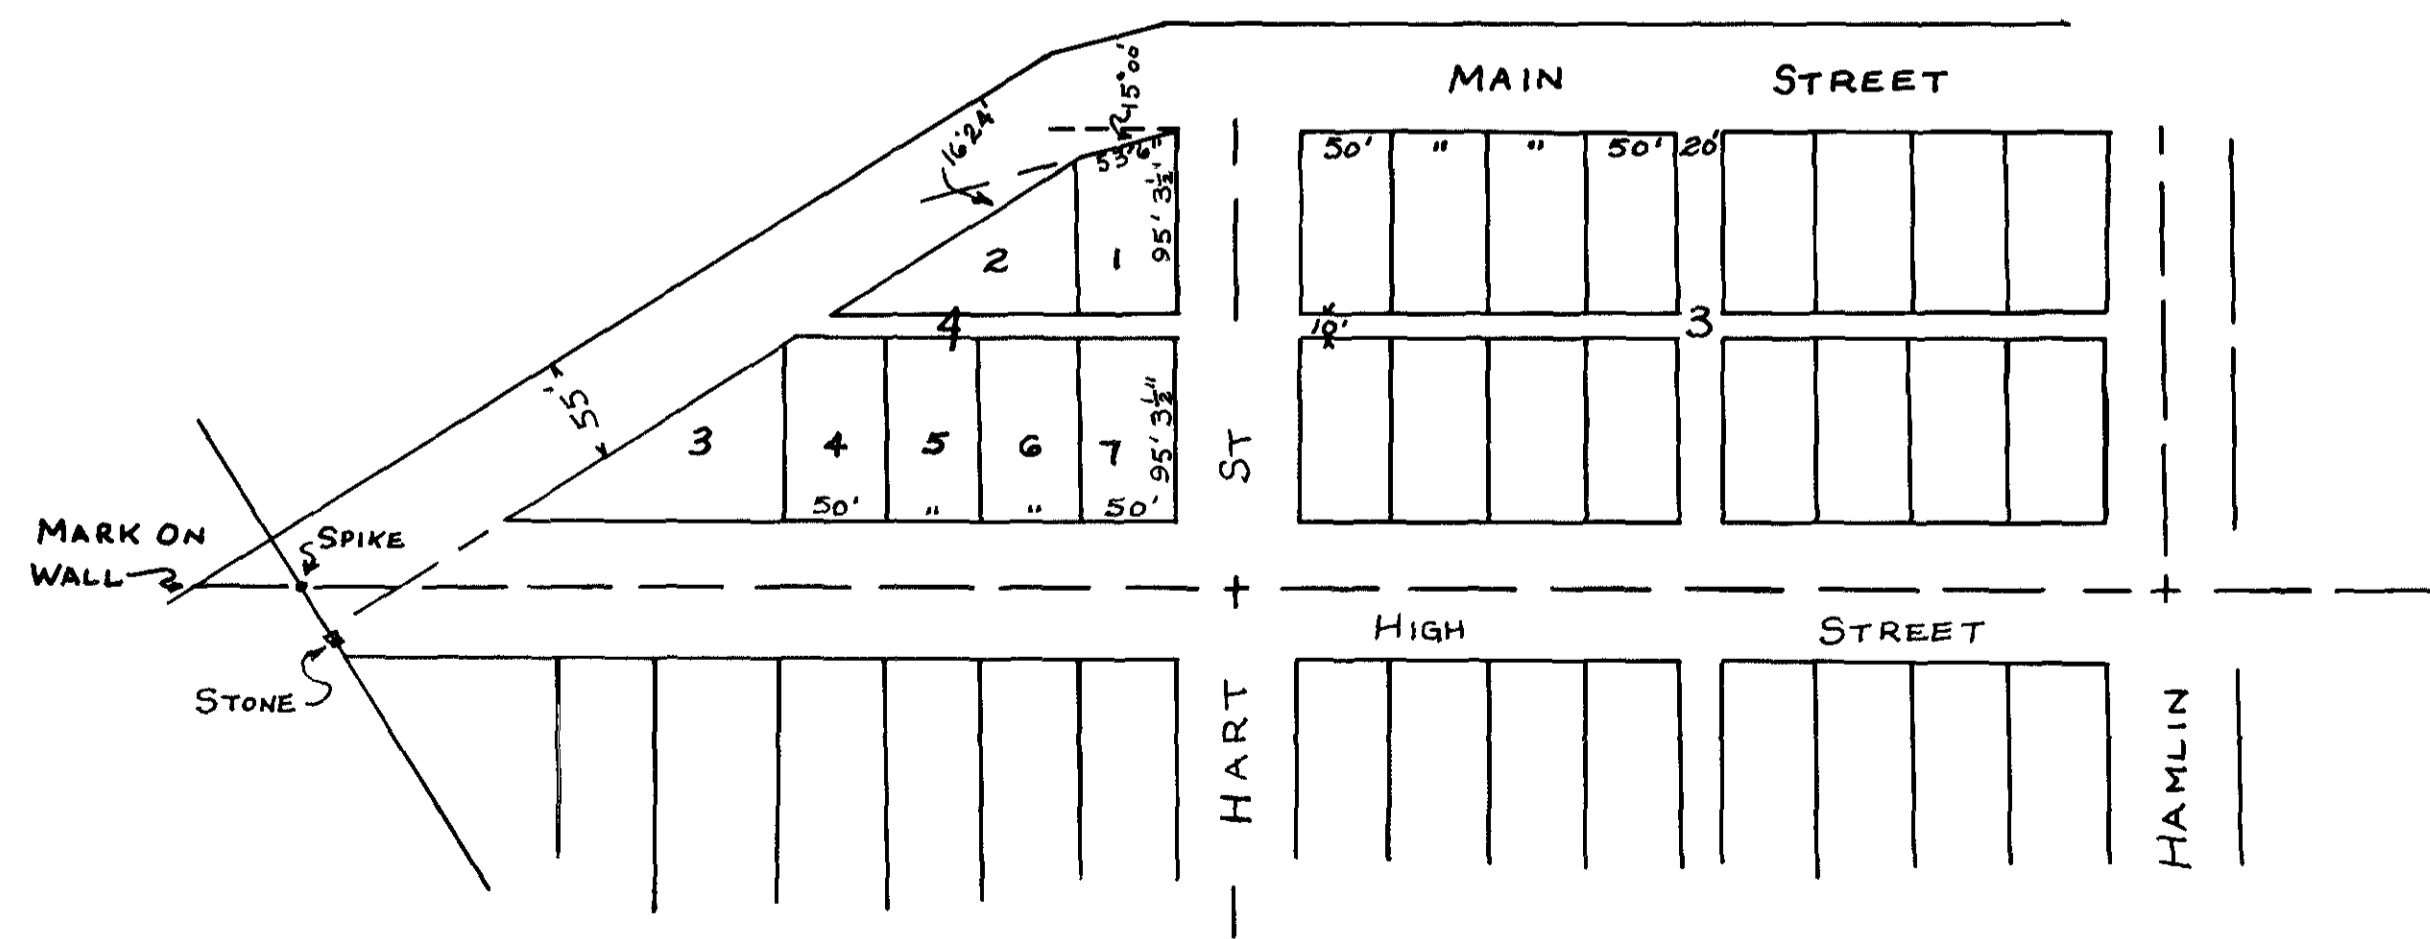 MAIN STREET
15°00'
16°24'
53'6"
95' 3½"
50' " " 50' 20'
2 1
4
10'
3
55'
3 4 5 6 7
95' 3½"
50' " " 50'
ST
MARK ON
WALL
SPIKE
HIGH STREET
STONE
HART
HAMLIN